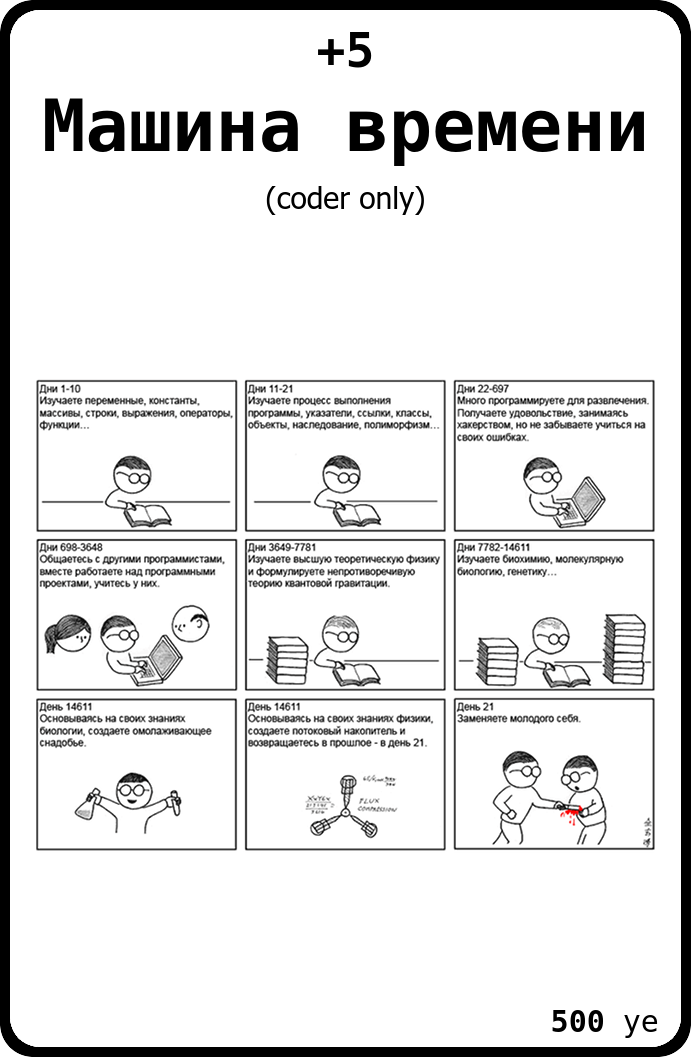 +5
Машина времени
(coder only)
Дни 1-10
Изучаете переменные, константы,
массивы, строки, выражения, операторы,
функции...
Дни 11-21
Изучаете процесс выполнения
программы, указатели, ссылки, классы,
объекты, наследование, полиморфизм...
Дни 22-697
Много программируете для развлечения.
Получаете удовольствие, занимаясь
хакерством, но не забываете учиться на
своих ошибках.
Дни 698-3648
Общаетесь с другими программистами,
вместе работаете над программными
проектами, учитесь у них.
Дни 3649-7781
Изучаете высшую теоретическую физику
и формулируете непротиворечивую
теорию квантовой гравитации.
Дни 7782-14611
Изучаете биохимию, молекулярную
биологию, генетику...
День 14611
Основываясь на своих знаниях
биологии, создаете омолаживающее
снадобье.
День 14611
Основываясь на своих знаниях физики,
создаете потоковый накопитель и
возвращаетесь в прошлое - в день 21.
FLUX
COMPRESSION
День 21
Заменяете молодого себя.
500 ye